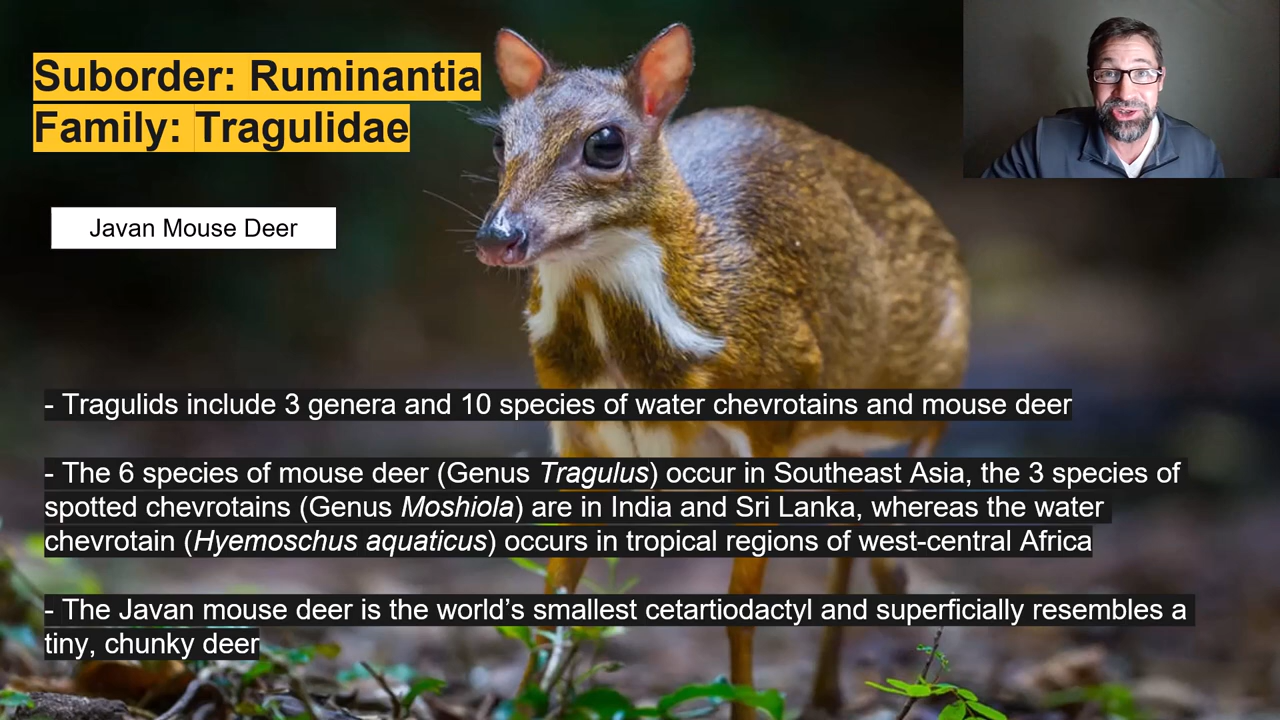 Suborder: Ruminantia
Family: Tragulidae
Javan Mouse Deer
- Tragulids include 3 genera and 10 species of water chevrotains and mouse deer
- The 6 species of mouse deer (Genus Tragulus) occur in Southeast Asia, the 3 species of
spotted chevrotains (Genus Moshiola) are in India and Sri Lanka, whereas the water
chevrotain (Hyemoschus aquaticus) occurs in tropical regions of west-central Africa
- The Javan mouse deer is the world’s smallest cetartiodactyl and superficially resembles a
tiny, chunky deer